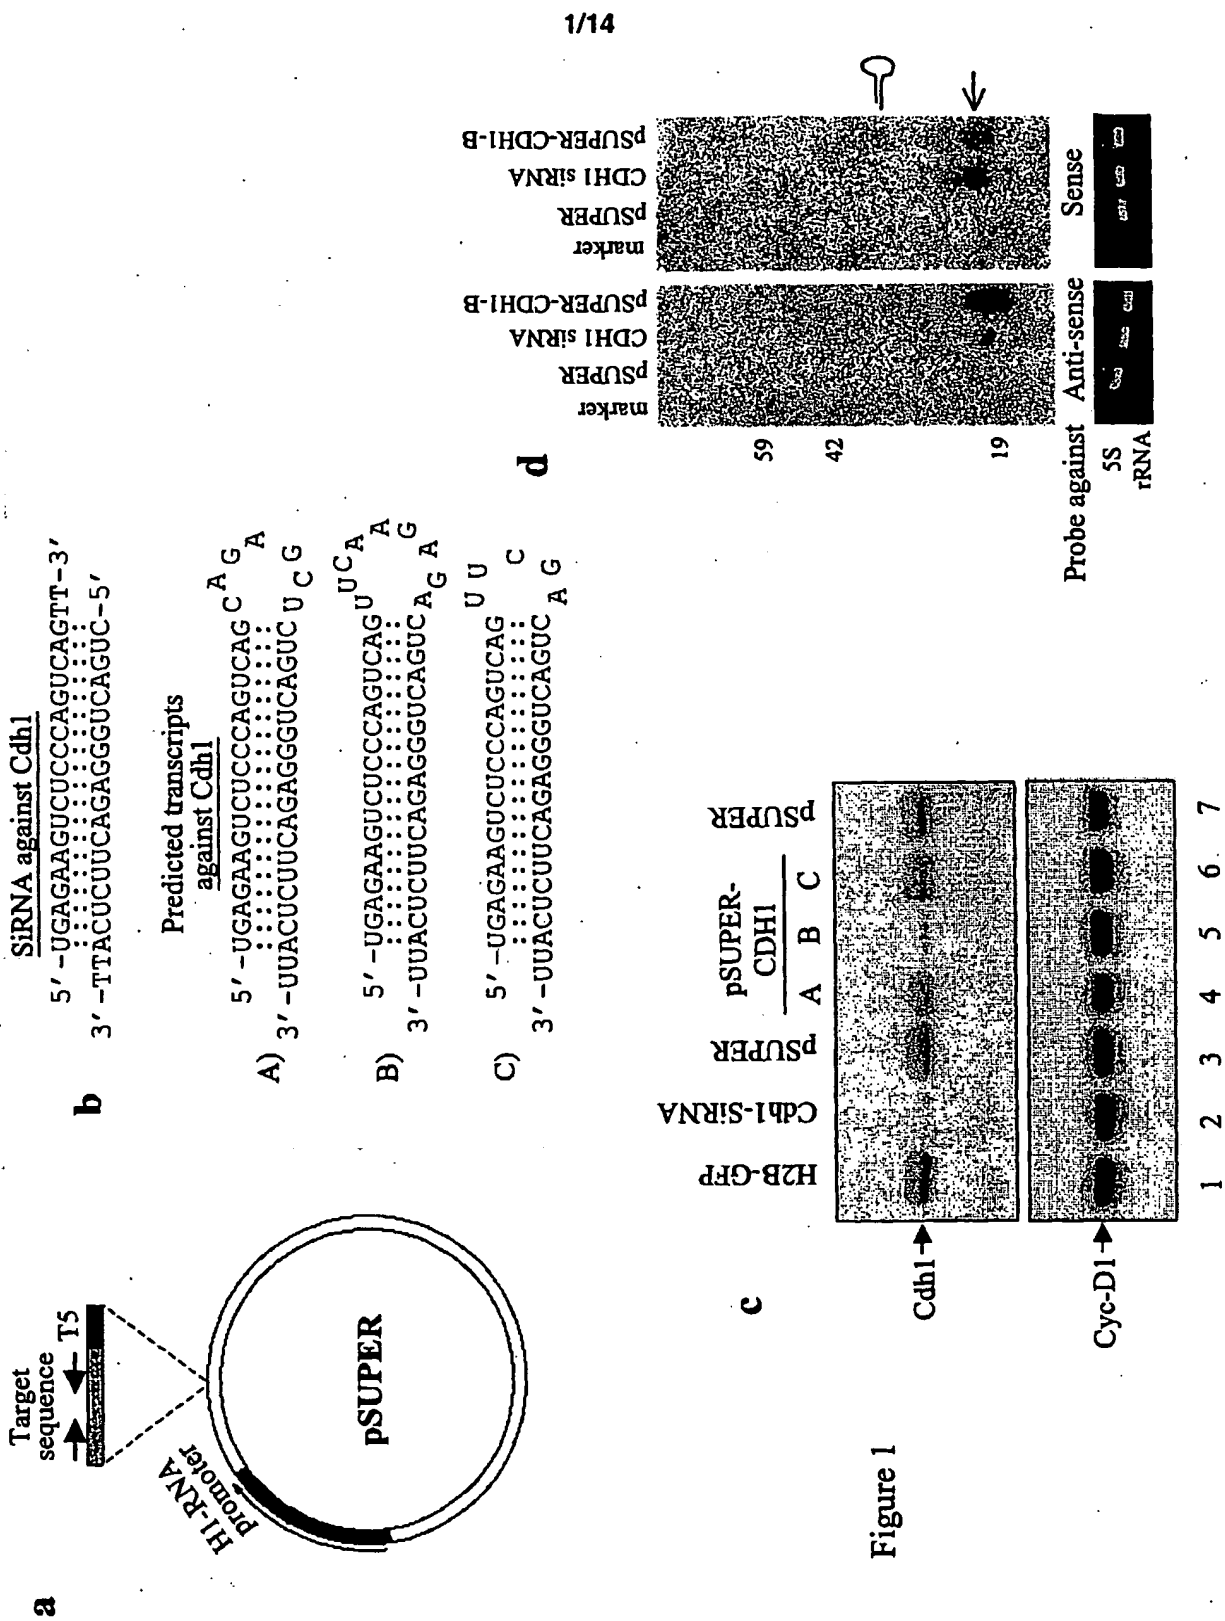 1/14
a
Target
sequence
T5
H1-RNA
promoter
pSUPER
b
SiRNA against Cdh1
5′-UGAGAAGUCUCCCAGUCAGTT-3′
3′-TTACUCUUCAGAGGGUCAGUC-5′
Predicted transcripts
against Cdh1
A)
5′-UGAGAAGUCUCCCAGUCAG C A G A
3′-UUACUCUUCAGAGGGUCAGUC U C G
B)
5′-UGAGAAGUCUCCCAGUCAG U U C A A G
3′-UUACUCUUCAGAGGGUCAGUC A G A
C)
5′-UGAGAAGUCUCCCAGUCAG U U C
3′-UUACUCUUCAGAGGGUCAGUC A G
c
H2B-GFP
Cdh1-SiRNA
pSUPER
pSUPER-
CDH1
A B C
pSUPER
Cdh1
Cyc-D1
1 2 3 4 5 6 7
d
marker
pSUPER
CDH1 siRNA
pSUPER-CDH1-B
marker
pSUPER
CDH1 siRNA
pSUPER-CDH1-B
59
42
19
Probe against Anti-sense Sense
5S
rRNA
Figure 1